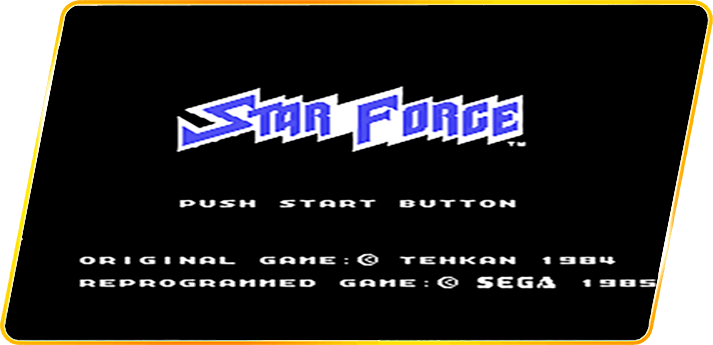 STAR FORCE
TM
PUSH START BUTTON
ORIGINAL GAME:© TEHKAN 1984
REPROGRAMMED GAME:© SEGA 1985